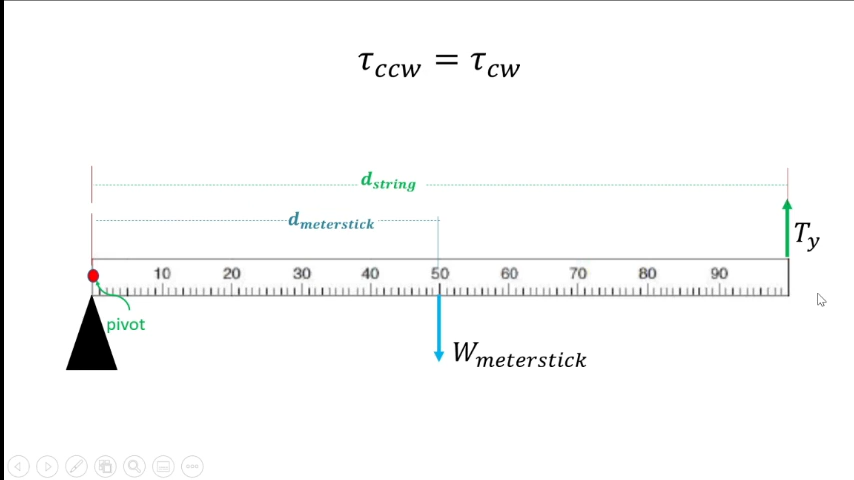 τ_ccw = τ_cw
d_string
d_meterstick
T_y
10 20 30 40 50 60 70 80 90
pivot
W_meterstick